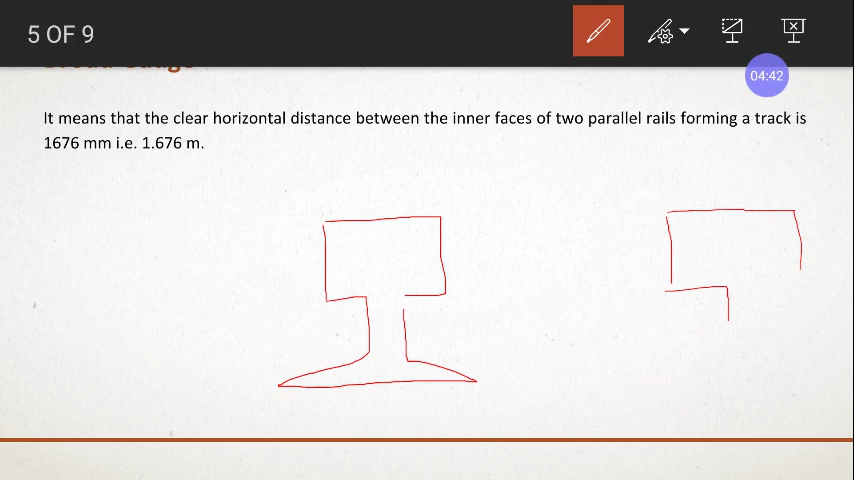 5 OF 9
04:42
It means that the clear horizontal distance between the inner faces of two parallel rails forming a track is
1676 mm i.e. 1.676 m.